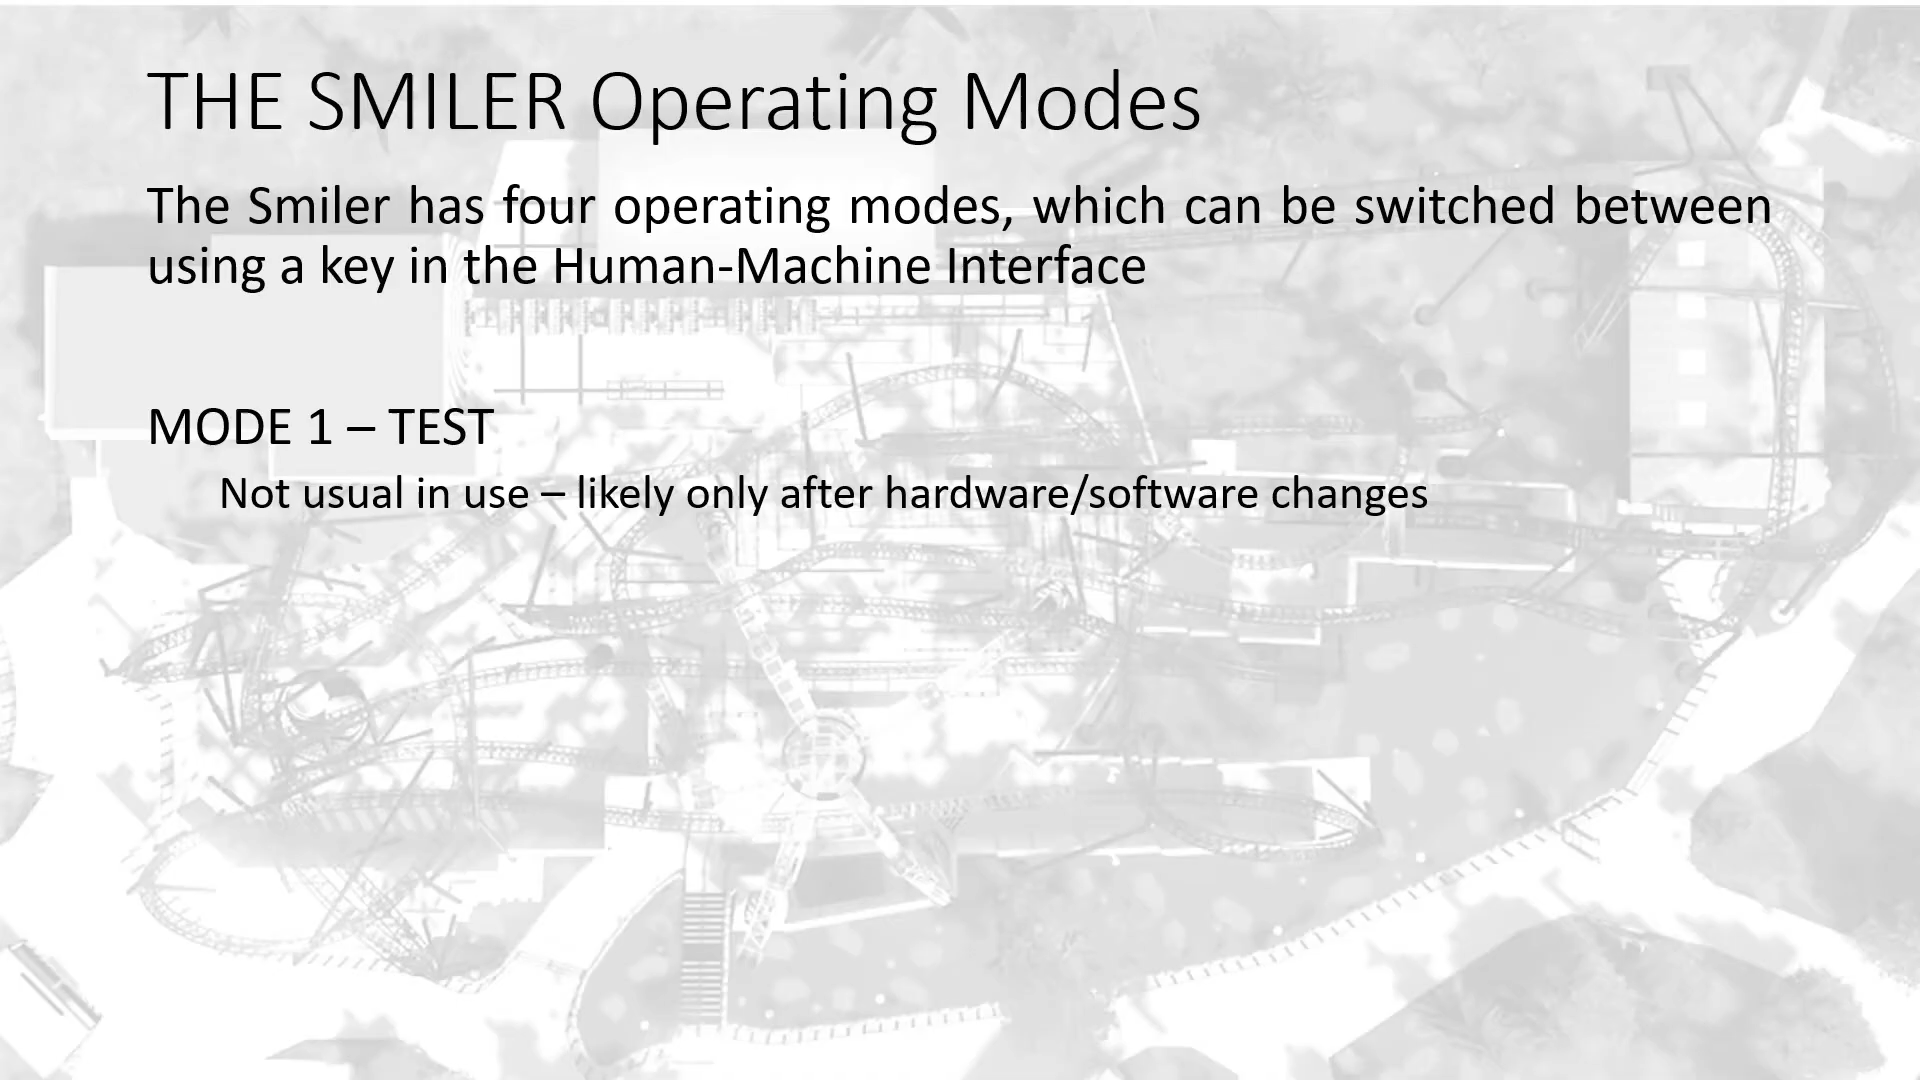 THE SMILER Operating Modes
The Smiler has four operating modes, which can be switched between
using a key in the Human-Machine Interface
MODE 1 – TEST
Not usual in use – likely only after hardware/software changes